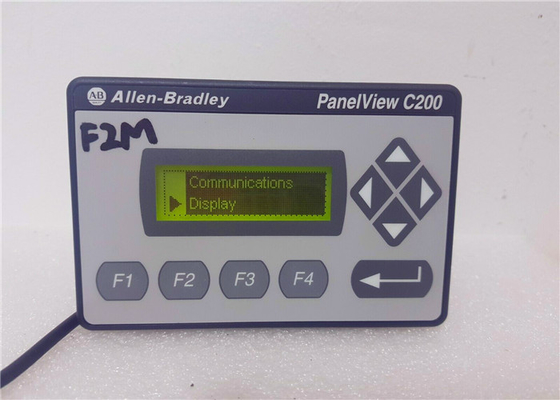 AB Allen-Bradley
PanelView C200
F2M
Communications
Display
F1
F2
F3
F4